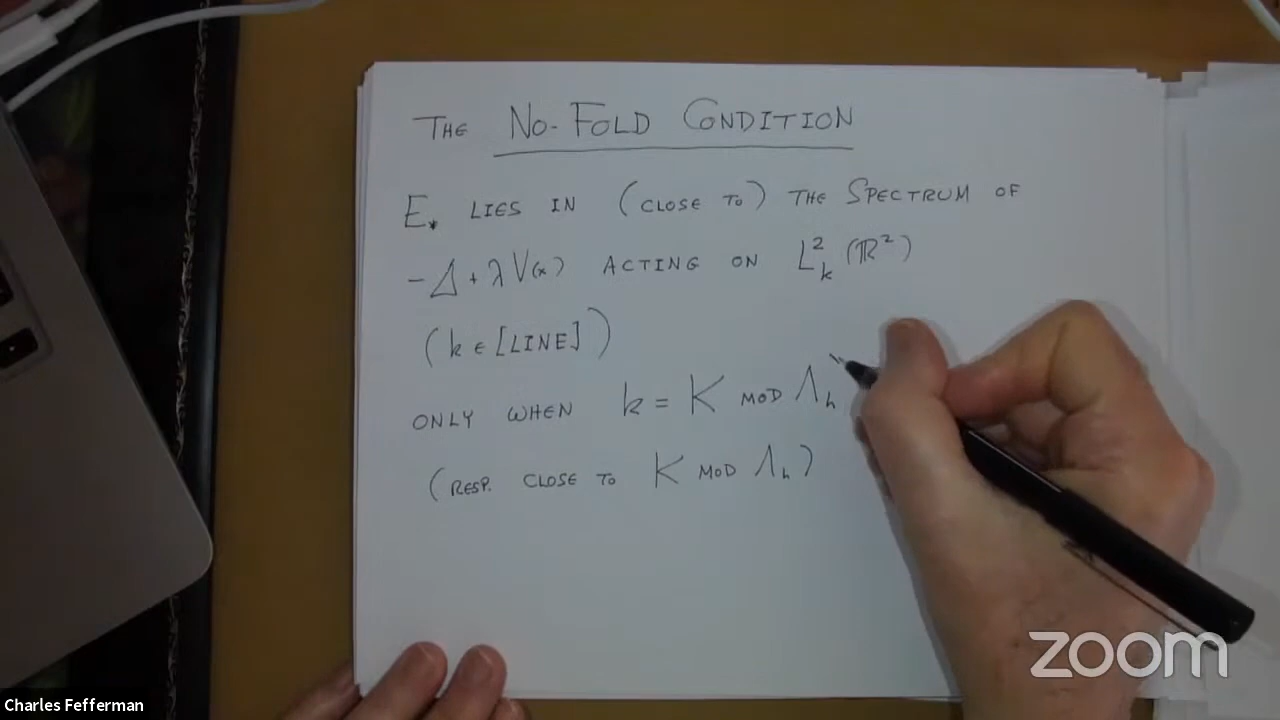 THE NO-FOLD CONDITION
E* LIES IN (CLOSE TO) THE SPECTRUM OF
-Δ + λV(x) ACTING ON L²ₖ(ℝ²)
(k ∈ [LINE])
ONLY WHEN k = K MOD Λₕ
(RESP. CLOSE TO K MOD Λₕ)
zoom
Charles Fefferman